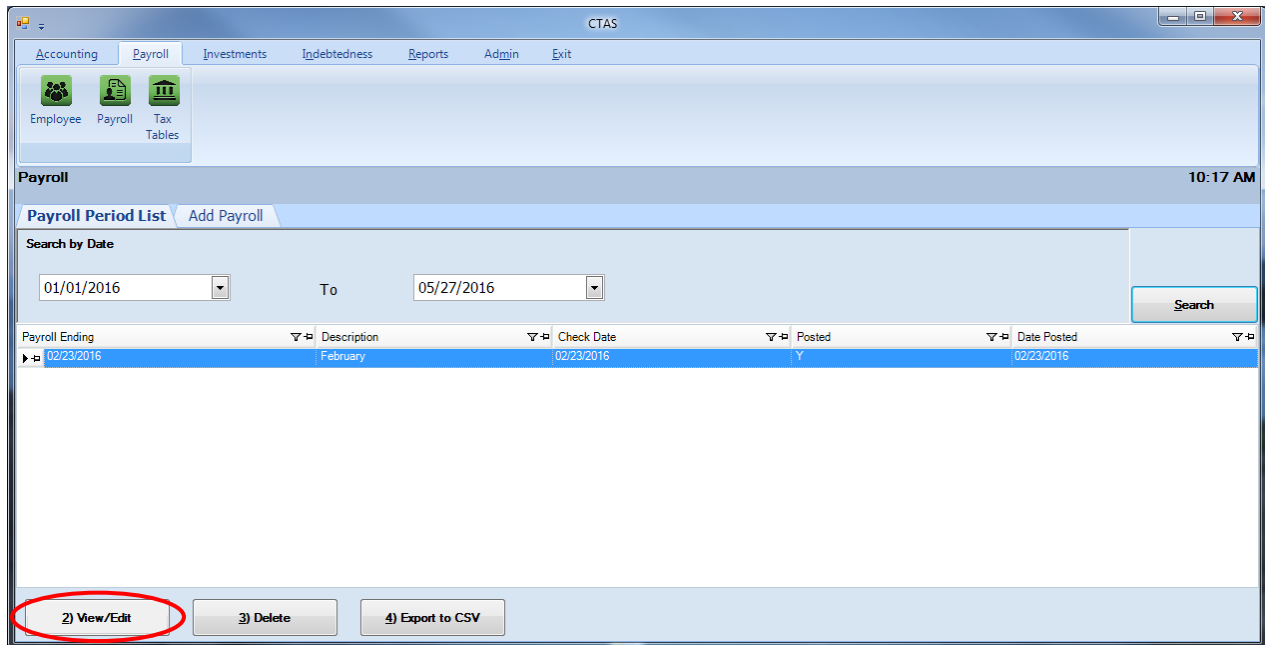 CTAS
Accounting Payroll Investments Indebtedness Reports Admin Exit
Employee Payroll Tax Tables
Payroll 10:17 AM
Payroll Period List Add Payroll
Search by Date
01/01/2016 To 05/27/2016
Search
Payroll Ending Description Check Date Posted Date Posted
02/23/2016 February 02/23/2016 Y 02/23/2016
2) View/Edit 3) Delete 4) Export to CSV